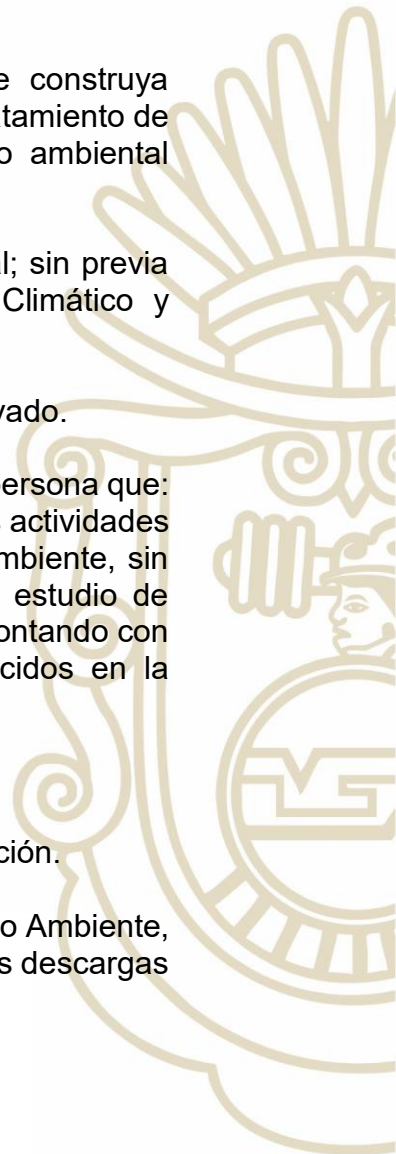 e construya
tamiento de
o ambiental
l; sin previa
Climático y
vado.
persona que:
s actividades
mbiente, sin
estudio de
ontando con
cidos en la
ción.
o Ambiente,
s descargas